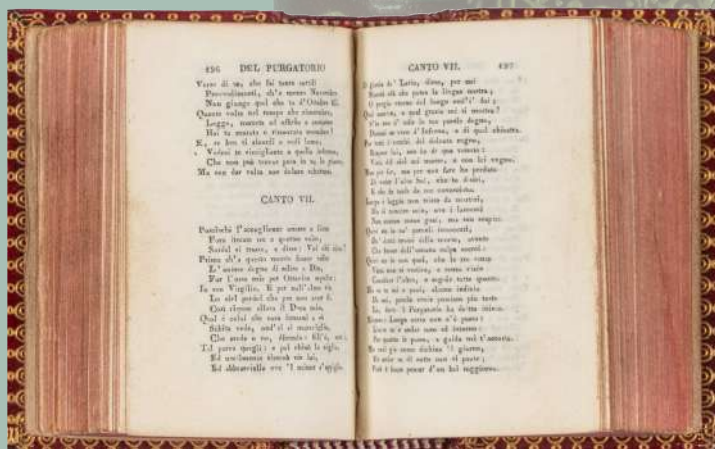 196 DEL PURGATORIO
Verso di te, che fai tanto sottili
Provvedimenti, ch'a mezzo Novembre
Non giunge quel che tu d'Ottobre fili.
Quante volte nel tempo che rimembre,
Legge, moneta ed officio e costume
Hai tu mutato e rinnovato membre!
E, se ben ti ricordi e vedi lume,
Vedrai te simigliante a quella inferma,
Che non può trovar posa in su le piume,
Ma con dar volta suo dolore scherma.
CANTO VII.
Posciachè l'accoglienze oneste e liete
Furo iterate tre e quattro volte,
Sordel si trasse, e disse: Voi chi siete?
Prima ch'a questo monte fosser volte
L'anime degne di salire a Dio,
Fur l'ossa mie per Ottavian sepolte:
Io son Virgilio. E per null'altro rio
Lo ciel perdei che per non aver fè.
Così rispose allora il Duca mio.
Qual è colui che cosa innanzi a sè
Subita vede, ond'ei si maraviglia,
Che crede e no, dicendo: Ell'è, non è;
Tal parve quegli: e poi chinò le ciglia,
Ed umilmente ritornò ver lui,
Ed abbracciollo ove 'l minor s'appiglia.
CANTO VII. 197
O gloria de' Latin, disse, per cui
Mostrò ciò che potea la lingua nostra;
O pregio eterno del luogo ond'i' fui;
Qual merito, o qual grazia mi ti mostra?
S'io son d'udir le tue parole degno,
Dimmi se vien d'Inferno, e di qual chiostra.
Per tutti i cerchi del dolente regno,
Rispose lui, son io di qua venuto:
Virtù del ciel mi mosse, e con lei vegno.
Non per far, ma per non fare ho perduto
Di veder l'alto Sol, che tu disiri,
E che fu tardi da me conosciuto.
Luogo è laggiù non tristo da martiri,
Ma di tenebre solo, ove i lamenti
Non suonan come guai, ma son sospiri.
Quivi sto io co' parvoli innocenti,
Da' denti morsi della morte, avante
Che fosser dell'umana colpa esenti.
Quivi sto io con quei, che le tre sante
Virtù non si vestiro, e senza vizio
Conobber l'altre, e seguir tutte quante.
Ma se tu sai e puoi, alcuno indizio
Dà noi, perchè venir possiam più tosto
Là, dove 'l Purgatorio ha dritto inizio.
Rispose: Luogo certo non c'è posto:
Licito m'è andar suso ed intorno:
Per quanto ir posso, a guida mi t'accosto.
Ma vedi già come dichina 'l giorno,
Ed andar su di notte non si puote;
Però è buon pensar d'un bel soggiorno.